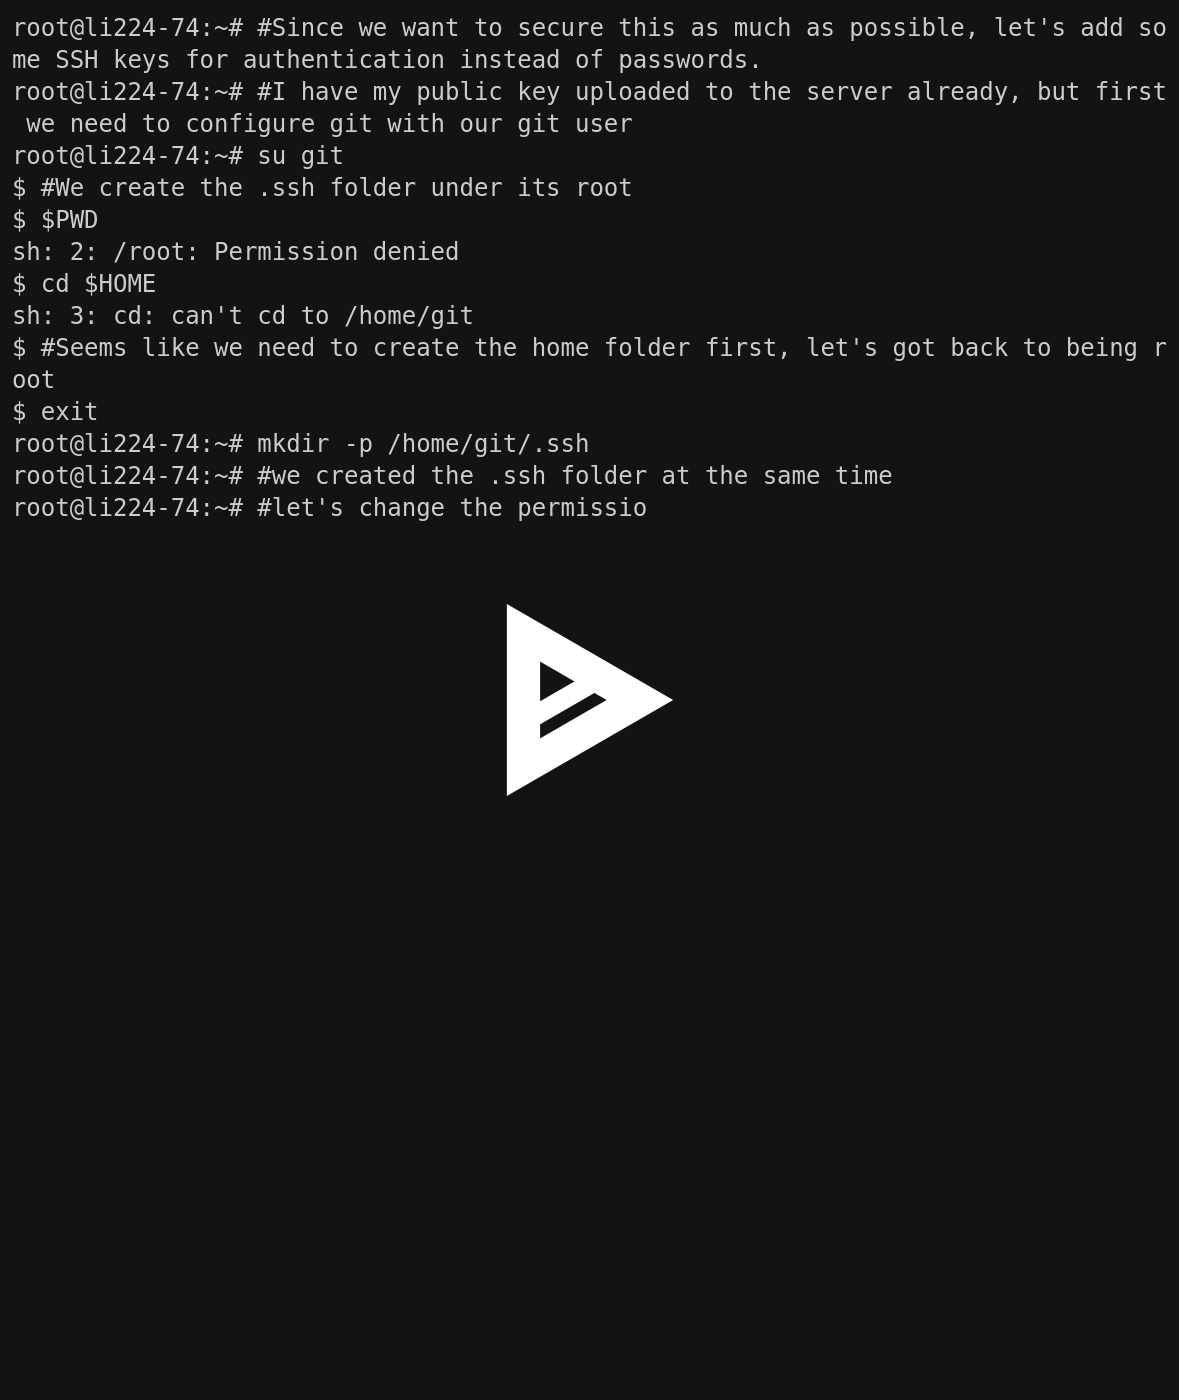 root@li224-74:~# #Since we want to secure this as much as possible, let's add so
me SSH keys for authentication instead of passwords.
root@li224-74:~# #I have my public key uploaded to the server already, but first
 we need to configure git with our git user
root@li224-74:~# su git
$ #We create the .ssh folder under its root
$ $PWD
sh: 2: /root: Permission denied
$ cd $HOME
sh: 3: cd: can't cd to /home/git
$ #Seems like we need to create the home folder first, let's got back to being r
oot
$ exit
root@li224-74:~# mkdir -p /home/git/.ssh
root@li224-74:~# #we created the .ssh folder at the same time
root@li224-74:~# #let's change the permissio